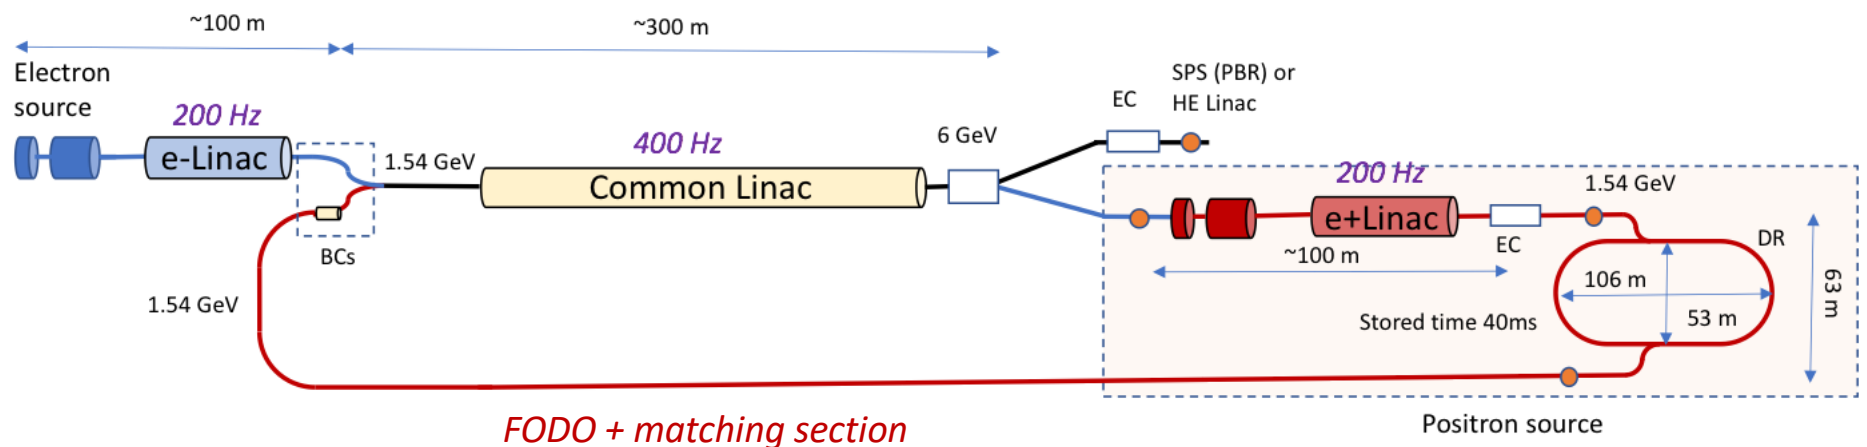 ~100 m
~300 m
Electron
source
SPS (PBR) or
HE Linac
EC
200 Hz
400 Hz
6 GeV
e-Linac
1.54 GeV
Common Linac
200 Hz
1.54 GeV
e+Linac
EC
DR
BCs
~100 m
106 m
63 m
1.54 GeV
Stored time 40ms
53 m
FODO + matching section
Positron source